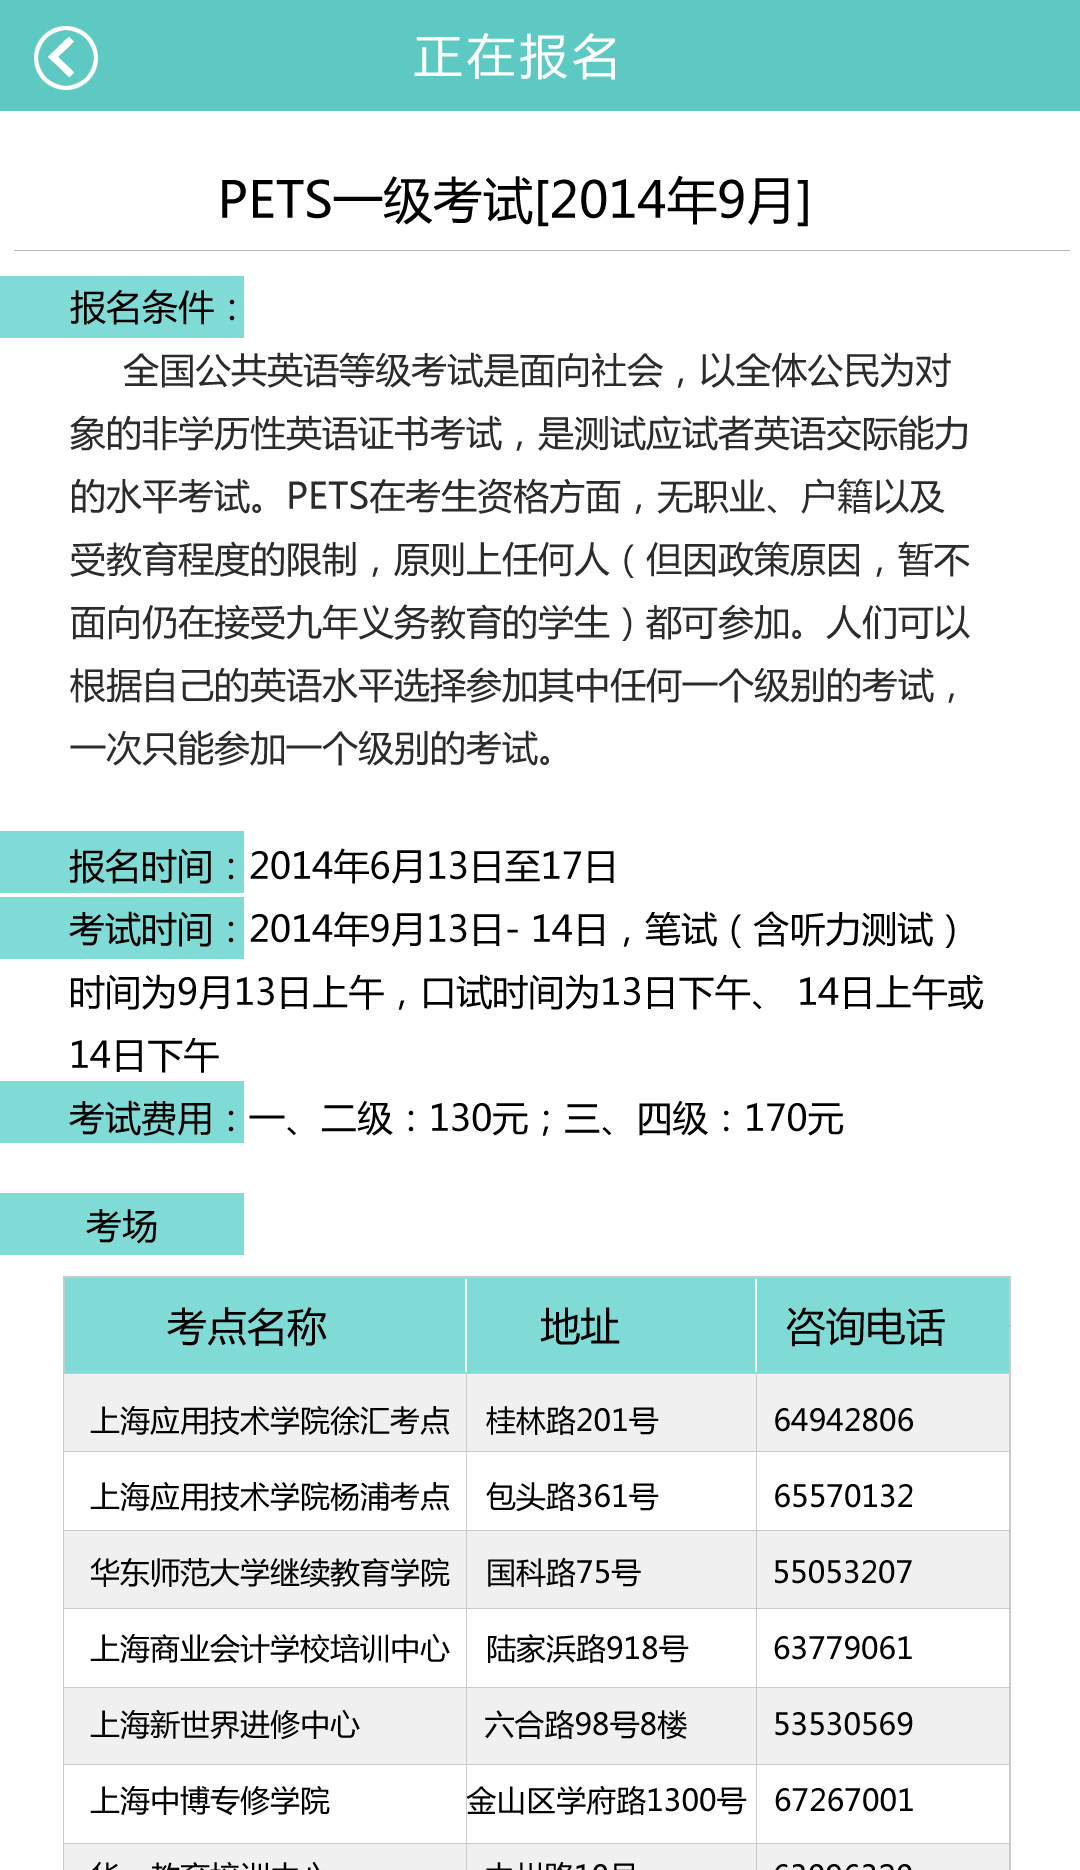 正在报名
PETS一级考试[2014年9月]
报名条件：
全国公共英语等级考试是面向社会，以全体公民为对
象的非学历性英语证书考试，是测试应试者英语交际能力
的水平考试。PETS在考生资格方面，无职业、户籍以及
受教育程度的限制，原则上任何人（但因政策原因，暂不
面向仍在接受九年义务教育的学生）都可参加。人们可以
根据自己的英语水平选择参加其中任何一个级别的考试，
一次只能参加一个级别的考试。
报名时间：2014年6月13日至17日
考试时间：2014年9月13日- 14日，笔试（含听力测试）
时间为9月13日上午，口试时间为13日下午、 14日上午或
14日下午
考试费用：一、二级：130元；三、四级：170元
考场
考点名称 地址 咨询电话
上海应用技术学院徐汇考点 桂林路201号 64942806
上海应用技术学院杨浦考点 包头路361号 65570132
华东师范大学继续教育学院 国科路75号 55053207
上海商业会计学校培训中心 陆家浜路918号 63779061
上海新世界进修中心 六合路98号8楼 53530569
上海中博专修学院 金山区学府路1300号 67267001